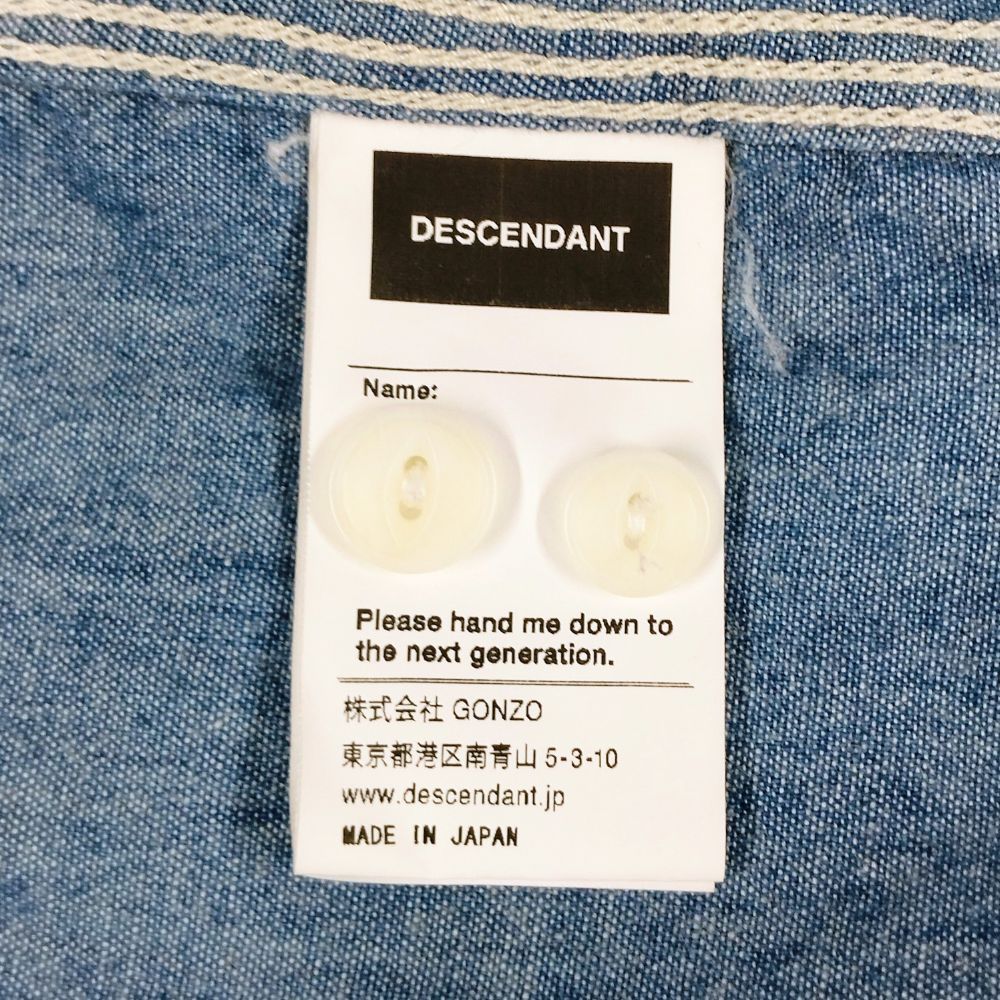 DESCENDANT
Name:
Please hand me down to
the next generation.
株式会社 GONZO
東京都港区南青山 5-3-10
www.descendant.jp
MADE IN JAPAN